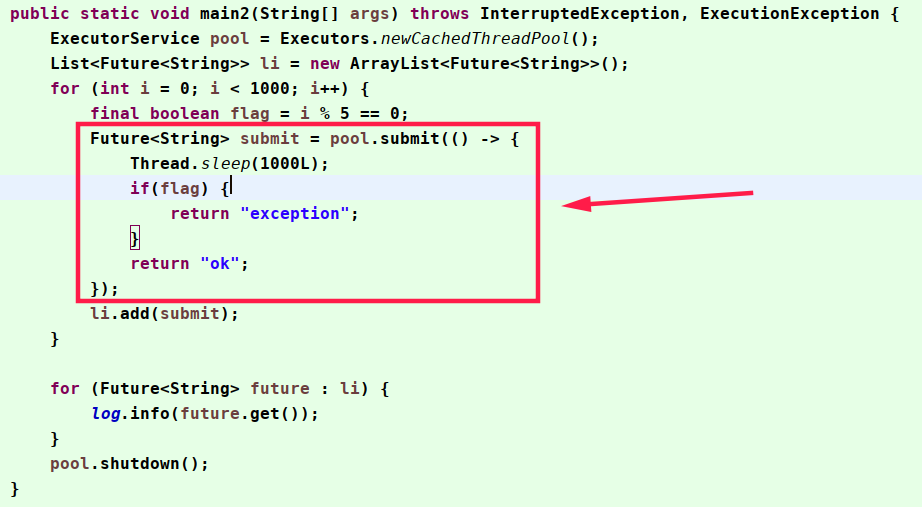 public static void main2(String[] args) throws InterruptedException, ExecutionException {
    ExecutorService pool = Executors.newCachedThreadPool();
    List<Future<String>> li = new ArrayList<Future<String>>();
    for (int i = 0; i < 1000; i++) {
        final boolean flag = i % 5 == 0;
        Future<String> submit = pool.submit(() -> {
            Thread.sleep(1000L);
            if(flag) {
                return "exception";
            }
            return "ok";
        });
        li.add(submit);
    }

    for (Future<String> future : li) {
        log.info(future.get());
    }
    pool.shutdown();
}